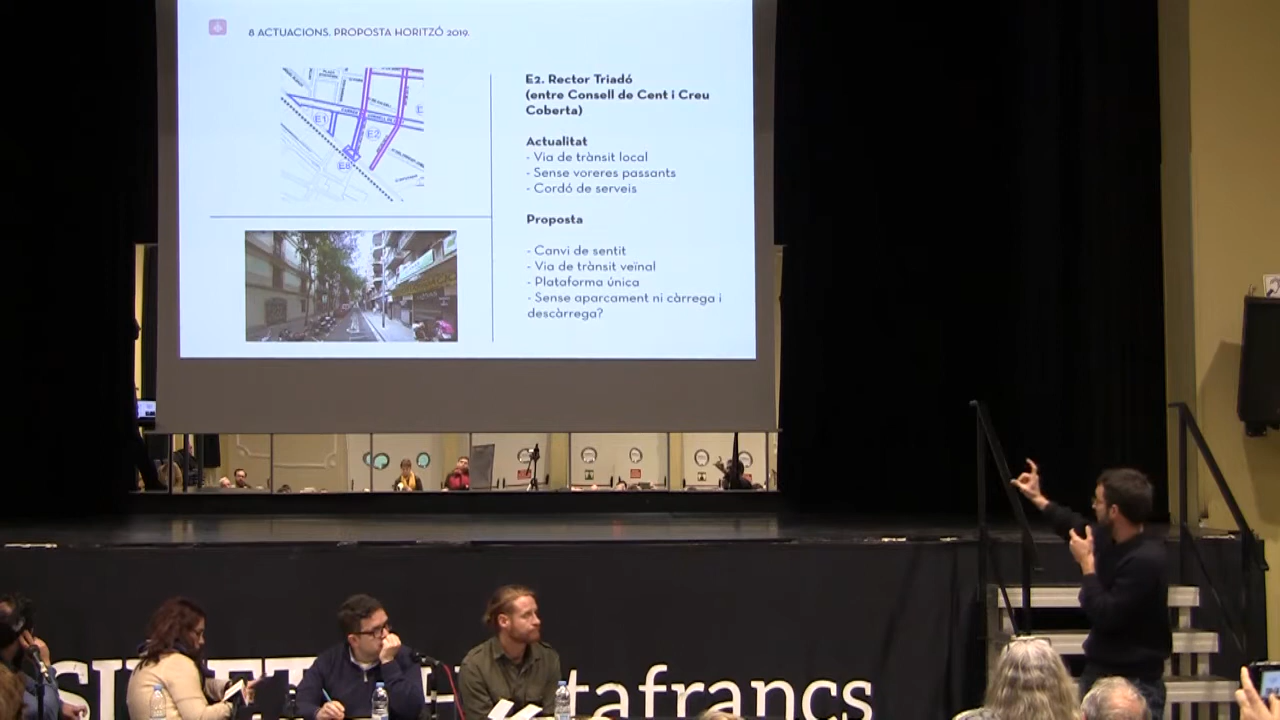 8 ACTUACIONS. PROPOSTA HORITZÓ 2019.
E1
E2
E6
E2. Rector Triadó
(entre Consell de Cent i Creu
Coberta)
Actualitat
- Via de trànsit local
- Sense voreres passants
- Cordó de serveis
Proposta
- Canvi de sentit
- Via de trànsit veïnal
- Plataforma única
- Sense aparcament ni càrrega i
descàrrega?
tafrancs